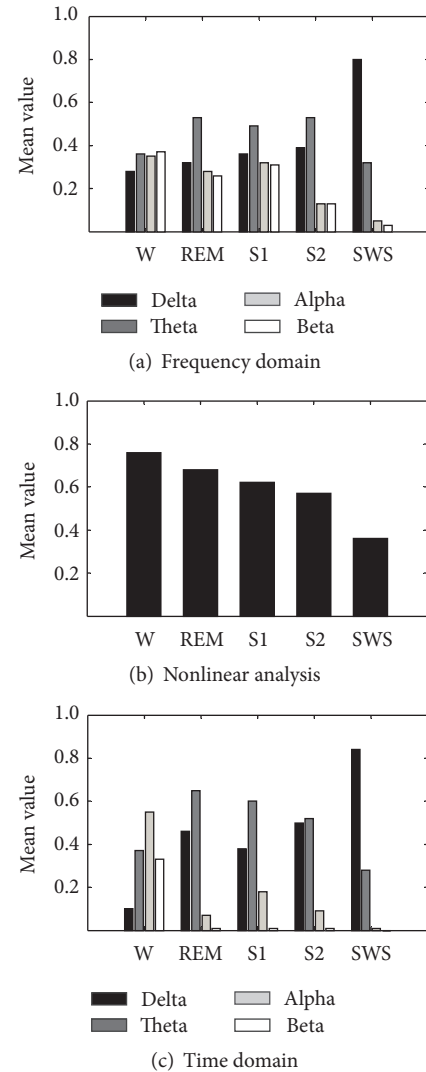 1.0
0.8
0.6
0.4
0.2
Mean value
W REM S1 S2 SWS
Delta Alpha
Theta Beta
(a) Frequency domain
1.0
0.8
0.6
0.4
0.2
Mean value
W REM S1 S2 SWS
(b) Nonlinear analysis
1.0
0.8
0.6
0.4
0.2
Mean value
W REM S1 S2 SWS
Delta Alpha
Theta Beta
(c) Time domain